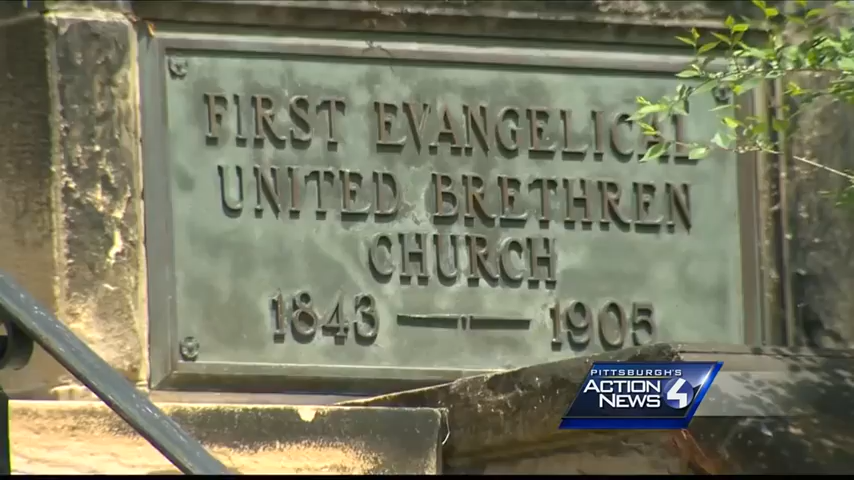 FIRST EVANGELICAL
UNITED BRETHREN
CHURCH
1843 — 1905
PITTSBURGH'S
ACTION
NEWS 4